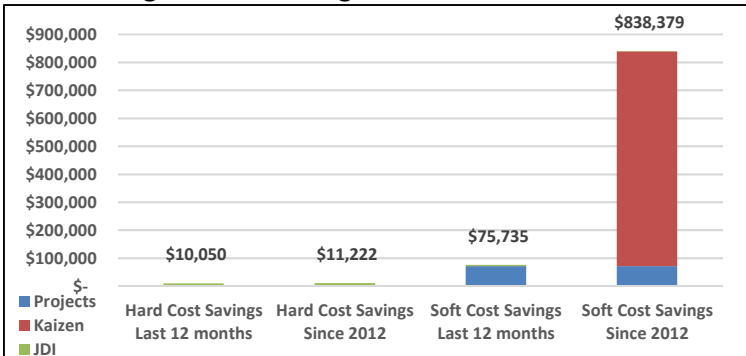 $838,379
$900,000
$800,000
$700,000
$600,000
$500,000
$400,000
$300,000
$200,000
$75,735
$100,000
$10,050
$11,222
$-
Projects
Kaizen
JDI
Hard Cost Savings
Last 12 months
Hard Cost Savings
Since 2012
Soft Cost Savings
Last 12 months
Soft Cost Savings
Since 2012